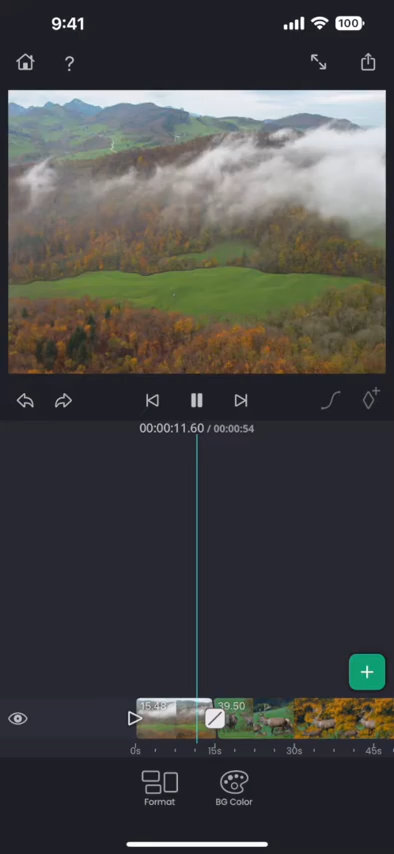 9:41
100
?
00:00:11.60 / 00:00:54
15.48
39.50
0s
15s
30s
45s
Format
BG Color